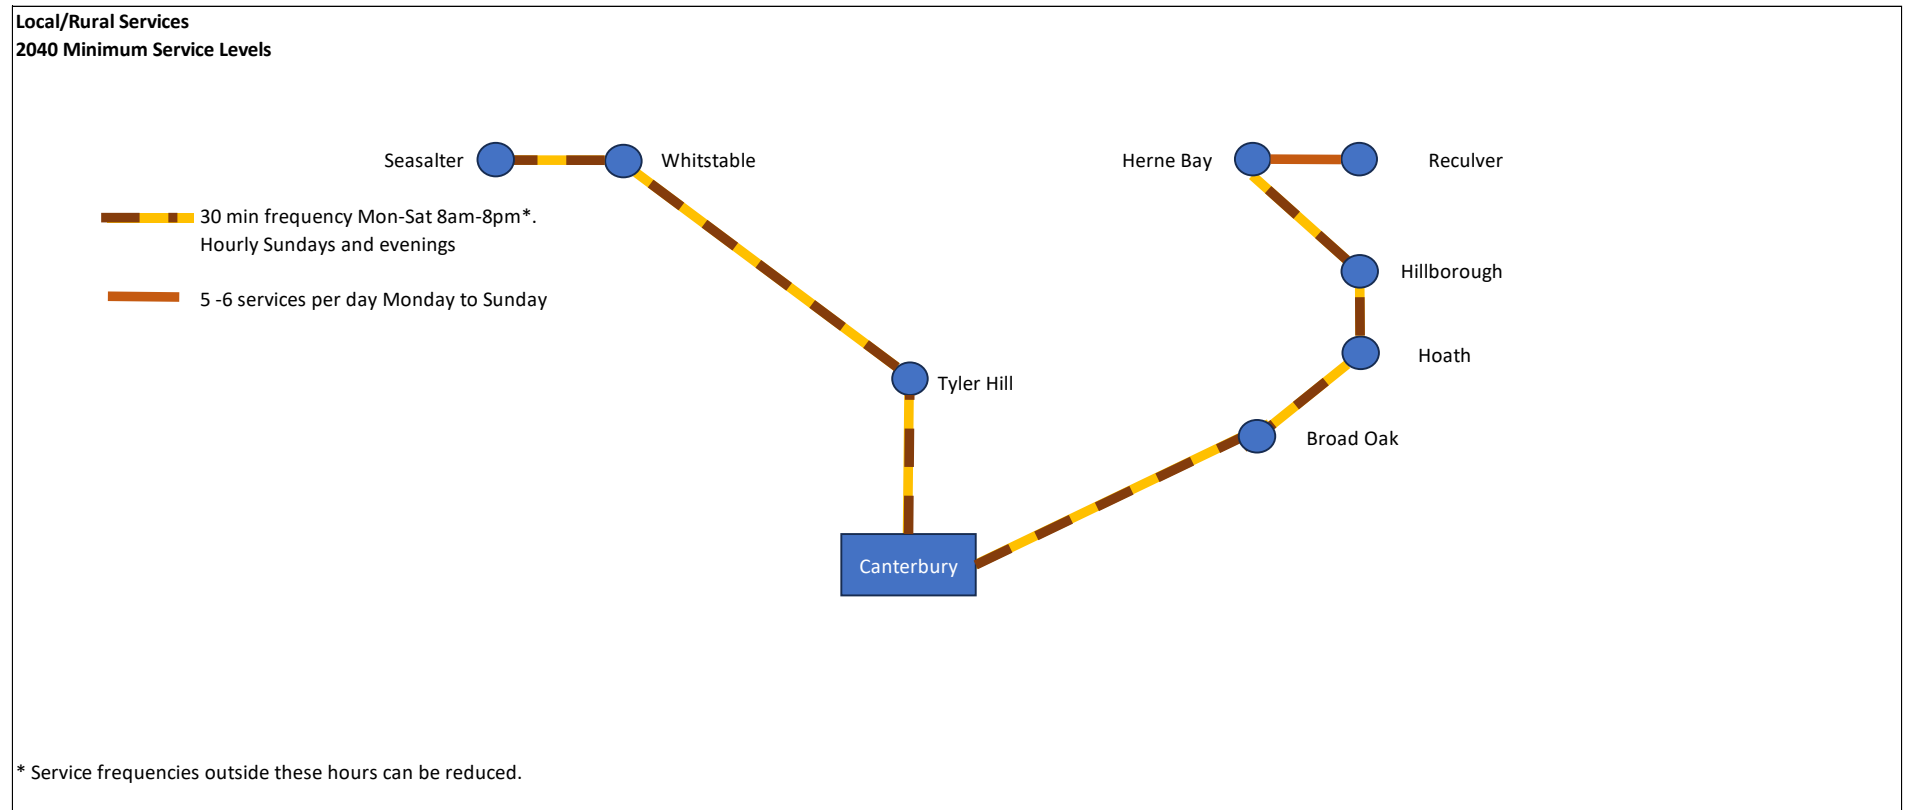 Local/Rural Services
2040 Minimum Service Levels
Seasalter
Whitstable
Herne Bay
Reculver
30 min frequency Mon-Sat 8am-8pm*.
Hourly Sundays and evenings
Hillborough
5 -6 services per day Monday to Sunday
Hoath
Tyler Hill
Broad Oak
Canterbury
* Service frequencies outside these hours can be reduced.